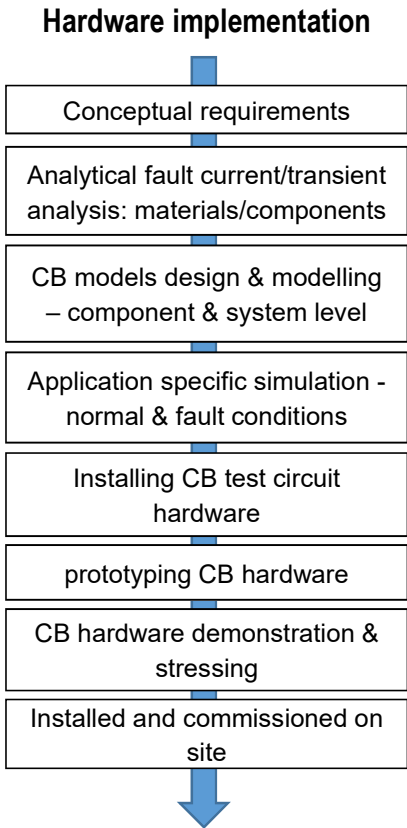 Hardware implementation
Conceptual requirements
Analytical fault current/transient
analysis: materials/components
CB models design & modelling
– component & system level
Application specific simulation -
normal & fault conditions
Installing CB test circuit
hardware
prototyping CB hardware
CB hardware demonstration &
stressing
Installed and commissioned on
site